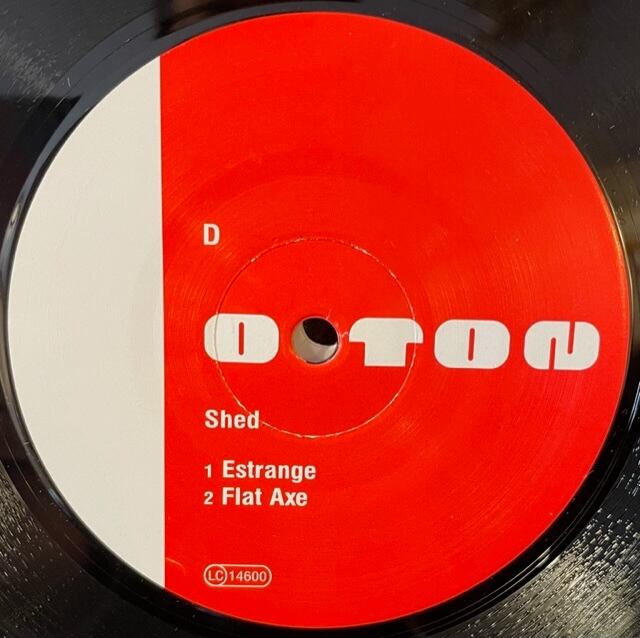 D
O TON
Shed
1 Estrange
2 Flat Axe
LC 14600